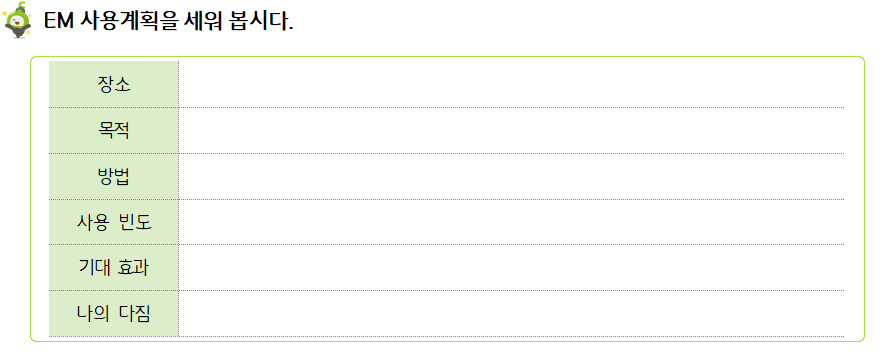 EM 사용계획을 세워 봅시다.
장소
목적
방법
사용 빈도
기대 효과
나의 다짐